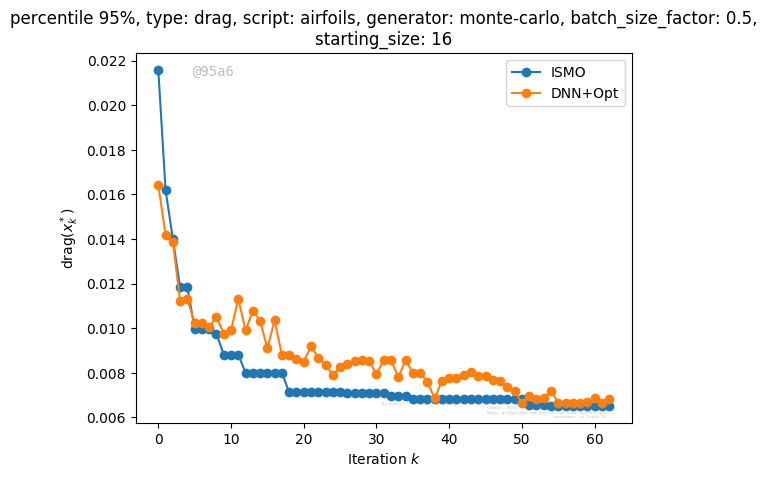 percentile 95%, type: drag, script: airfoils, generator: monte-carlo, batch_size_factor: 0.5,
starting_size: 16
@95a6
ISMO
DNN+Opt
0.022
0.020
0.018
0.016
0.014
0.012
0.010
0.008
0.006
drag(x*k)
0 10 20 30 40 50 60
Iteration k